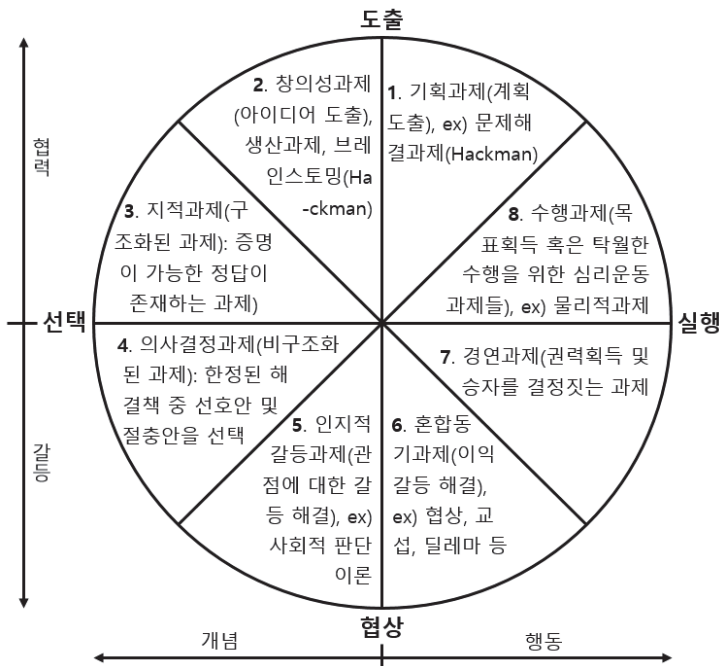 도출
협력
2. 창의성과제
(아이디어 도출),
생산과제, 브레
인스토밍(Ha
-ckman)
1. 기획과제(계획
도출), ex) 문제해
결과제(Hackman)
3. 지적과제(구
조화된 과제): 증명
이 가능한 정답이
존재하는 과제)
8. 수행과제(목
표획득 혹은 탁월한
수행을 위한 심리운동
과제들), ex) 물리적과제
선택
실행
4. 의사결정과제(비구조화
된 과제): 한정된 해
결책 중 선호안 및
절충안을 선택
7. 경연과제(권력획득 및
승자를 결정짓는 과제
갈등
5. 인지적
갈등과제(관
점에 대한 갈
등 해결), ex)
사회적 판단
이론
6. 혼합동
기과제(이익
갈등 해결),
ex) 협상, 교
섭, 딜레마 등
협상
개념
행동